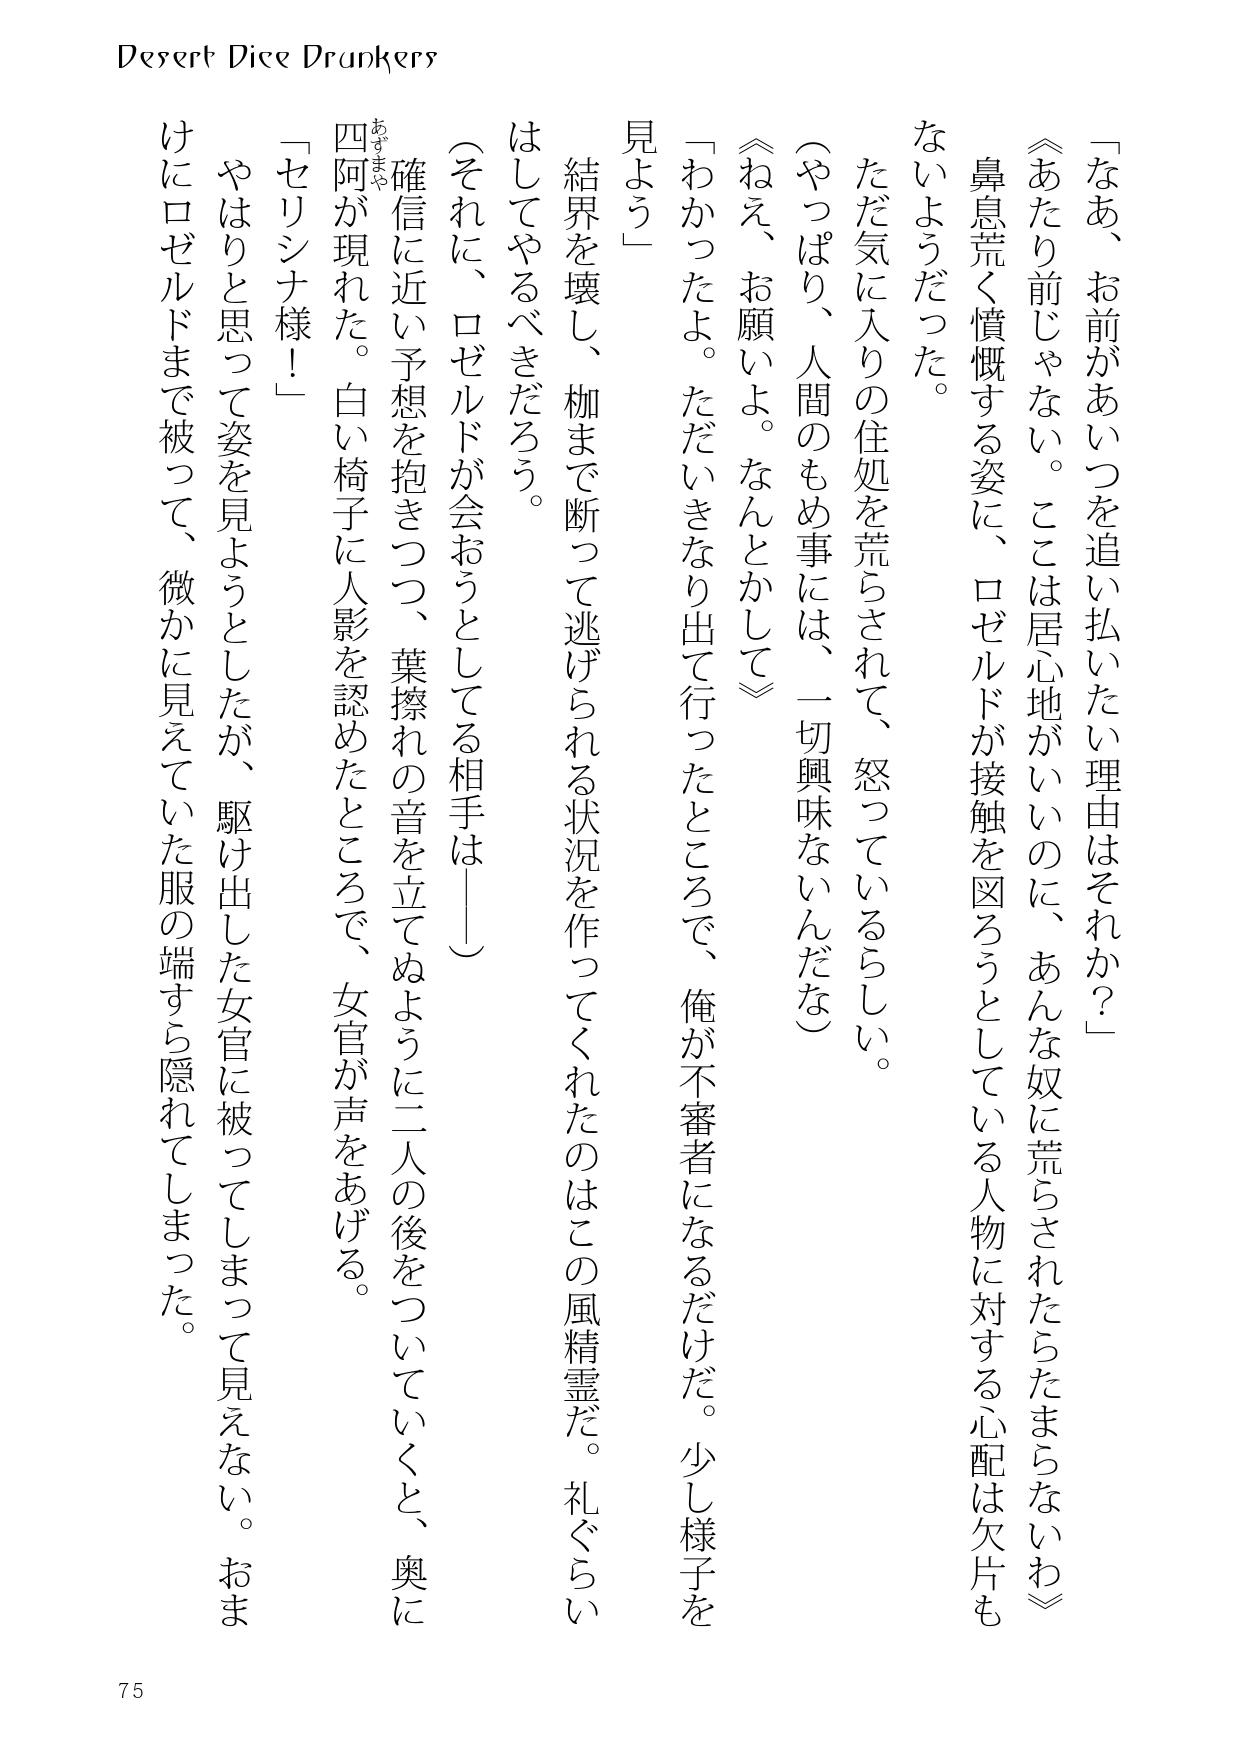 Desert Dice Drunkers
「なあ、お前があいつを追い払いたい理由はそれか？」
《あたり前じゃない。ここは居心地がいいのに、あんな奴に荒らされたらたまらないわ》
　鼻息荒く憤慨する姿に、ロゼルドが接触を図ろうとしている人物に対する心配は欠片も
ないようだった。
　ただ気に入りの住処を荒らされて、怒っているらしい。
（やっぱり、人間のもめ事には、一切興味ないんだな）
《ねえ、お願いよ。なんとかして》
「わかったよ。ただいきなり出て行ったところで、俺が不審者になるだけだ。少し様子を
見よう」
　結界を壊し、枷まで断って逃げられる状況を作ってくれたのはこの風精霊だ。礼ぐらい
はしてやるべきだろう。
（それに、ロゼルドが会おうとしてる相手は――）
　確信に近い予想を抱きつつ、葉擦れの音を立てぬように二人の後をついていくと、奥に
四阿が現れた。白い椅子に人影を認めたところで、女官が声をあげる。
あずまや
「セリシナ様！」
　やはりと思って姿を見ようとしたが、駆け出した女官に被ってしまって見えない。おま
けにロゼルドまで被って、微かに見えていた服の端すら隠れてしまった。
75